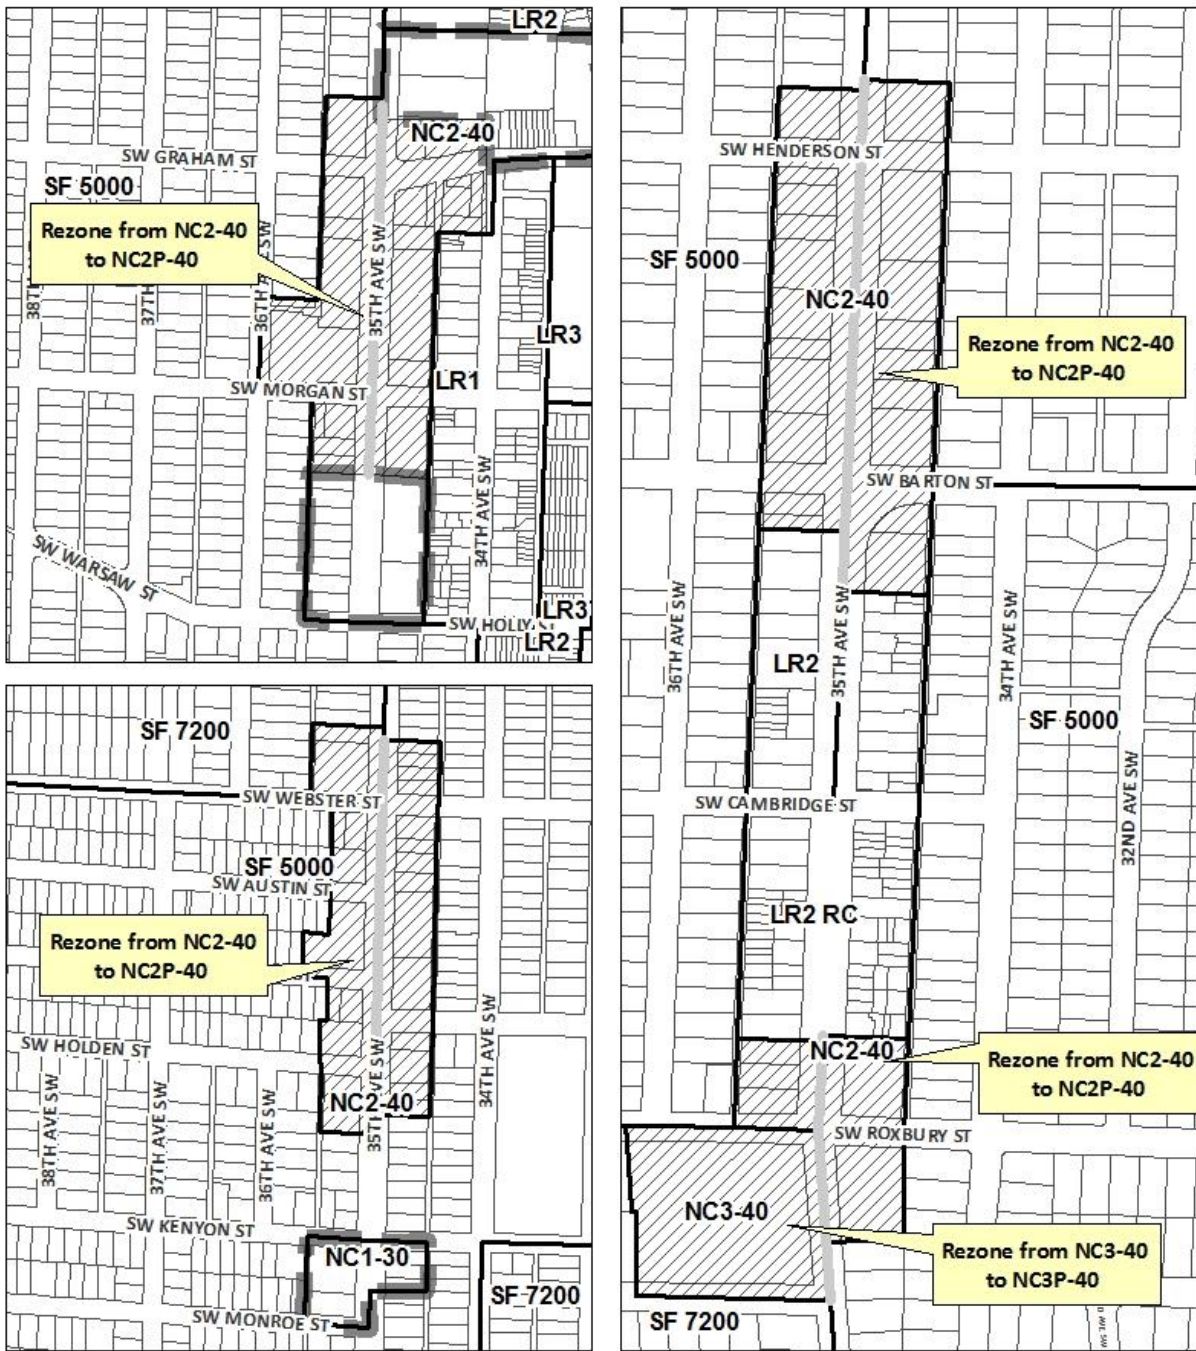 LR2
NC2-40
SW GRAHAM ST
SF 5000
Rezone from NC2-40
to NC2P-40
36TH AVE SW
37TH
38TH
35TH AVE SW
LR3
LR1
SW MORGAN ST
34TH AVE SW
SW WARSAW ST
LR3
SW HOLLY ST
LR2
SF 7200
SW WEBSTER ST
SF 5000
SW AUSTIN ST
Rezone from NC2-40
to NC2P-40
SW HOLDEN ST
34TH AVE SW
35TH AVE SW
NC2-40
38TH AVE SW
37TH AVE SW
36TH AVE SW
SW KENYON ST
NC1-30
SF 7200
SW MONROE ST
SW HENDERSON ST
SF 5000
NC2-40
Rezone from NC2-40
to NC2P-40
SW BARTON ST
36TH AVE SW
35TH AVE SW
34TH AVE SW
LR2
SF 5000
32ND AVE SW
SW CAMBRIDGE ST
LR2 RC
NC2-40
Rezone from NC2-40
to NC2P-40
SW ROXBURY ST
NC3-40
Rezone from NC3-40
to NC3P-40
SF 7200